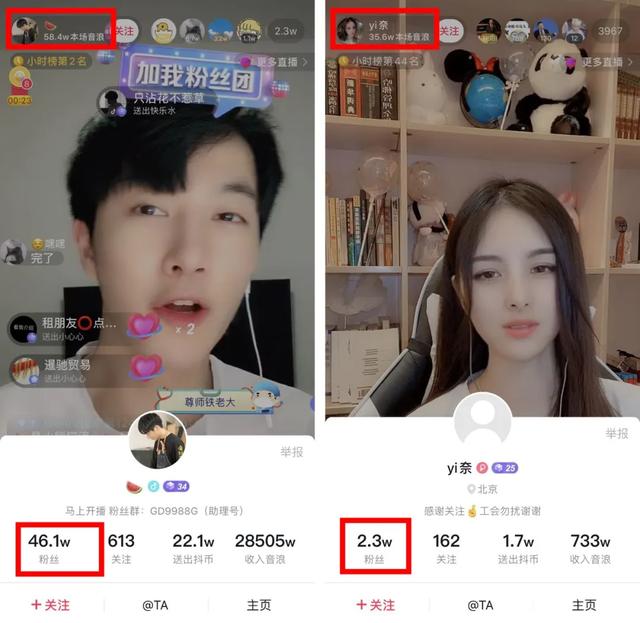 🍉
58.4w本场音浪
关注
2.3w
小时榜第2名
更多直播
8
00:23
加我粉丝团
只沾花不惹草
送出快乐水
嘿嘿
完了
租朋友⭕点...
送出小心心
x 2
暹驰贸易
送出小心心
尊师铁老大
举报
🍉
34
马上开播 粉丝群：GD9988G（助理号）
46.1w
613
22.1w
28505w
粉丝
关注
送出抖币
收入音浪
+关注
@TA
主页
yi奈
35.6w本场音浪
关注
12
3967
小时榜第44名
更多直播
举报
yi奈
25
北京
感谢关注🤞工会勿扰谢谢
2.3w
162
1.7w
733w
粉丝
关注
送出抖币
收入音浪
+关注
@TA
主页